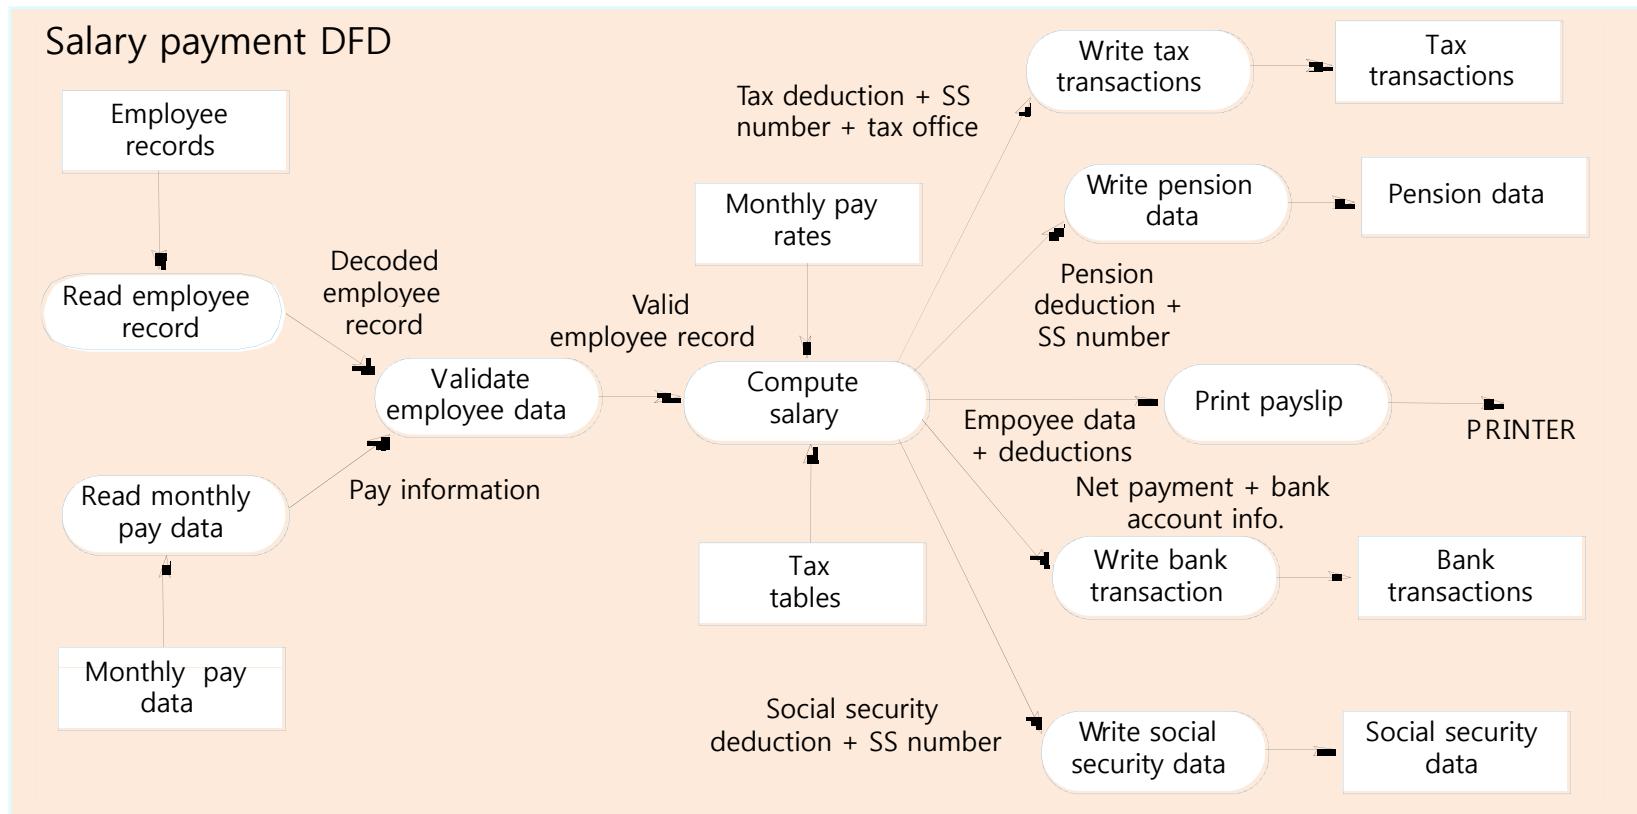 Salary payment DFD
Employee
records
Read employee
record
Decoded
employee
record
Validate
employee data
Pay information
Read monthly
pay data
Monthly pay
data
Valid
employee record
Monthly pay
rates
Compute
salary
Tax
tables
Tax deduction + SS
number + tax office
Write tax
transactions
Tax
transactions
Write pension
data
Pension data
Pension
deduction +
SS number
Print payslip
PRINTER
Empoyee data
+ deductions
Net payment + bank
account info.
Write bank
transaction
Bank
transactions
Social security
deduction + SS number
Write social
security data
Social security
data